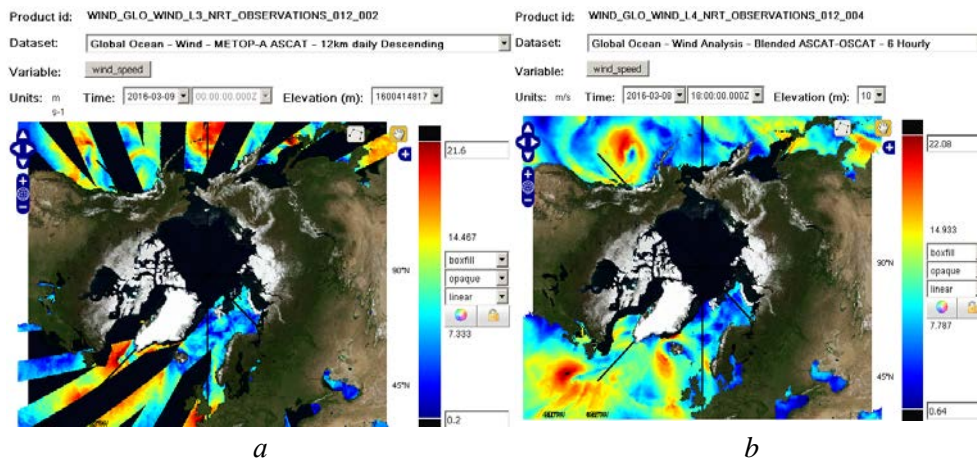 Product id: WIND_GLO_WIND_L3_NRT_OBSERVATIONS_012_002
Dataset: Global Ocean - Wind - METOP-A ASCAT - 12km daily Descending
Variable: wind_speed
Units: m s-1 Time: 2016-03-09 00:00:00.000Z Elevation (m): 1600414817
21.6
14.467
boxfill
opaque
linear
90°N
7.333
45°N
0.2
a
Product id: WIND_GLO_WIND_L4_NRT_OBSERVATIONS_012_004
Dataset: Global Ocean - Wind Analysis - Blended ASCAT-OSCAT - 6 Hourly
Variable: wind_speed
Units: m/s Time: 2016-03-08 18:00:00.000Z Elevation (m): 10
22.08
14.933
boxfill
opaque
linear
90°N
7.787
45°N
0.64
b